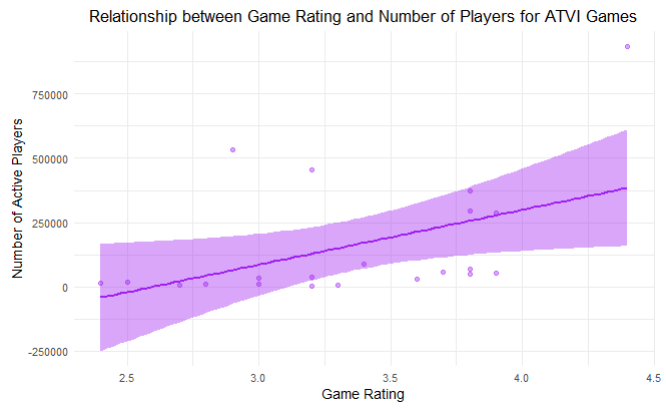 Relationship between Game Rating and Number of Players for ATVI Games
Number of Active Players
750000
500000
250000
0
-250000
2.5 3.0 3.5 4.0 4.5
Game Rating